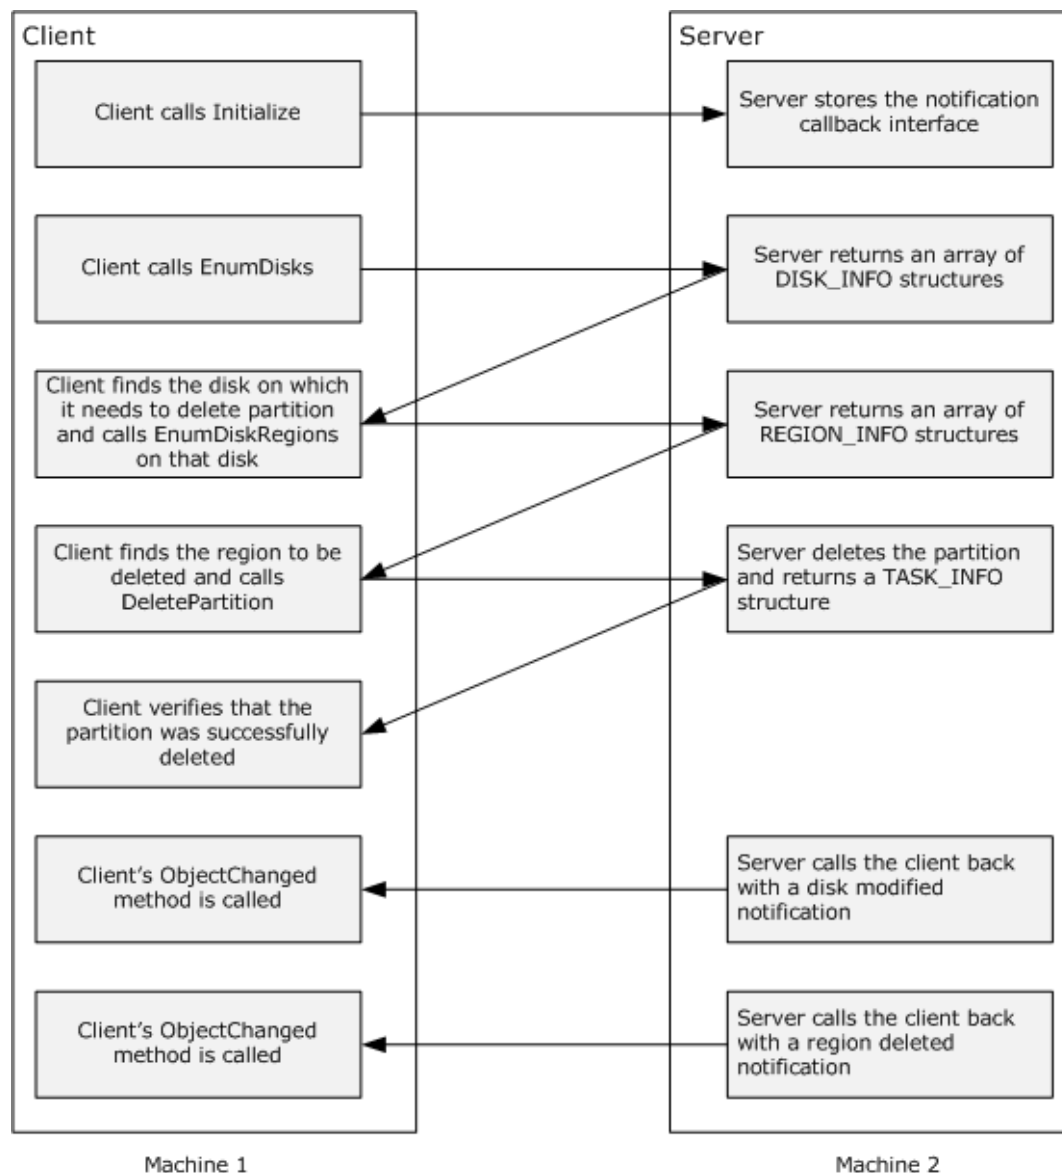 Client
Server
Client calls Initialize
Server stores the notification
callback interface
Client calls EnumDisks
Server returns an array of
DISK_INFO structures
Client finds the disk on which
it needs to delete partition
and calls EnumDiskRegions
on that disk
Server returns an array of
REGION_INFO structures
Client finds the region to be
deleted and calls
DeletePartition
Server deletes the partition
and returns a TASK_INFO
structure
Client verifies that the
partition was successfully
deleted
Client’s ObjectChanged
method is called
Server calls the client back
with a disk modified
notification
Client’s ObjectChanged
method is called
Server calls the client back
with a region deleted
notification
Machine 1
Machine 2